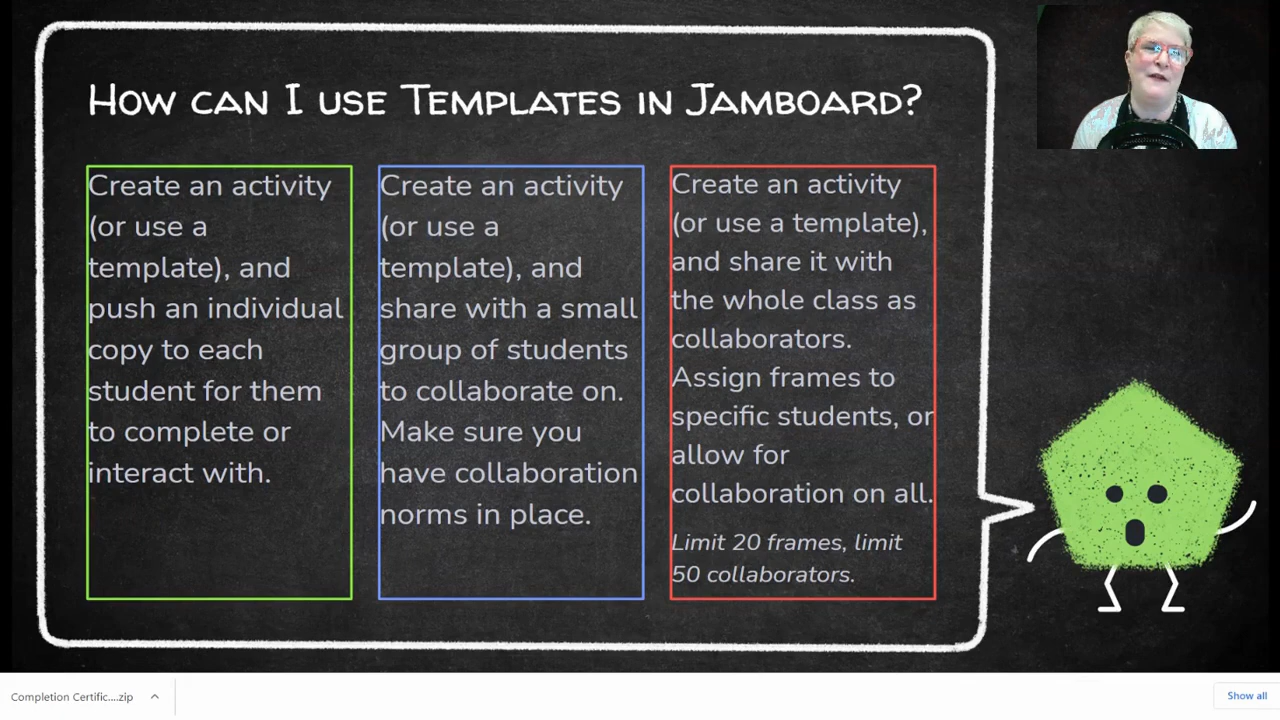 How can I use Templates in Jamboard?
Create an activity
(or use a
template), and
push an individual
copy to each
student for them
to complete or
interact with.
Create an activity
(or use a
template), and
share with a small
group of students
to collaborate on.
Make sure you
have collaboration
norms in place.
Create an activity
(or use a template),
and share it with
the whole class as
collaborators.
Assign frames to
specific students, or
allow for
collaboration on all.
Limit 20 frames, limit
50 collaborators.
Completion Certific....zip
Show all